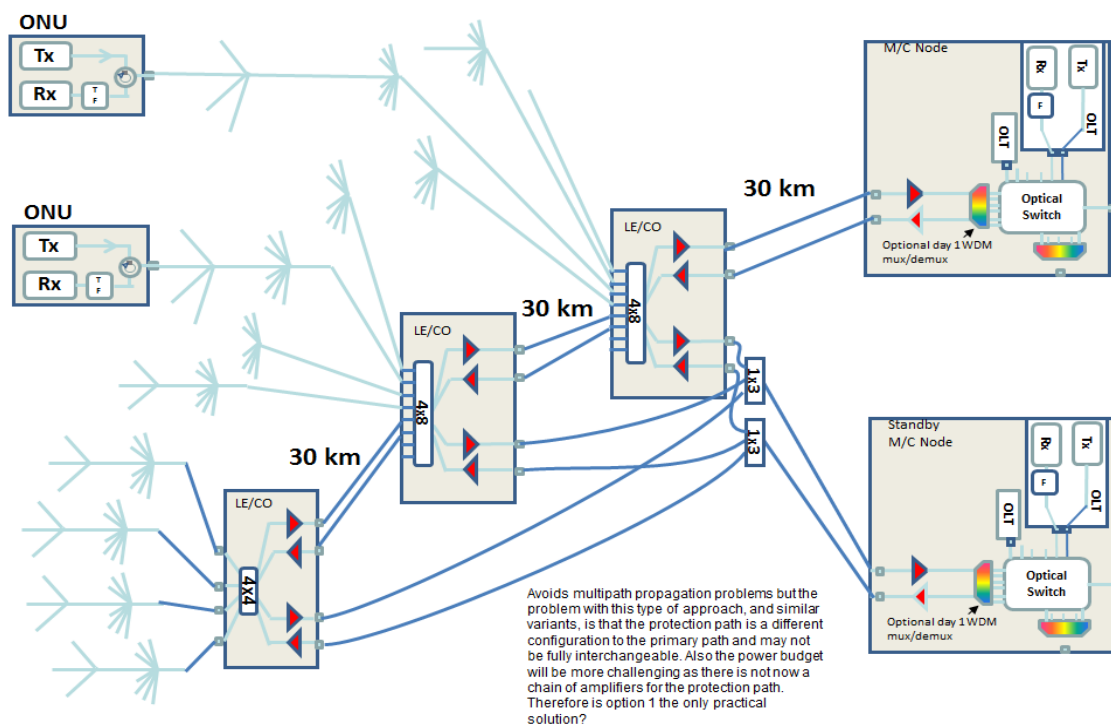 ONU
Tx
Rx
T
F
ONU
Tx
Rx
T
F
M/C Node
Rx
Tx
F
OLT
OLT
Optical
Switch
Optional day 1WDM
mux/demux
30 km
LE/CO
4x8
30 km
LE/CO
4x8
30 km
LE/CO
4x4
1x3
1x3
Standby
M/C Node
Rx
Tx
F
OLT
OLT
Optical
Switch
Optional day 1WDM
mux/demux
Avoids multipath propagation problems but the
problem with this type of approach, and similar
variants, is that the protection path is a different
configuration to the primary path and may not
be fully interchangeable. Also the power budget
will be more challenging as there is not now a
chain of amplifiers for the protection path.
Therefore is option 1 the only practical
solution?